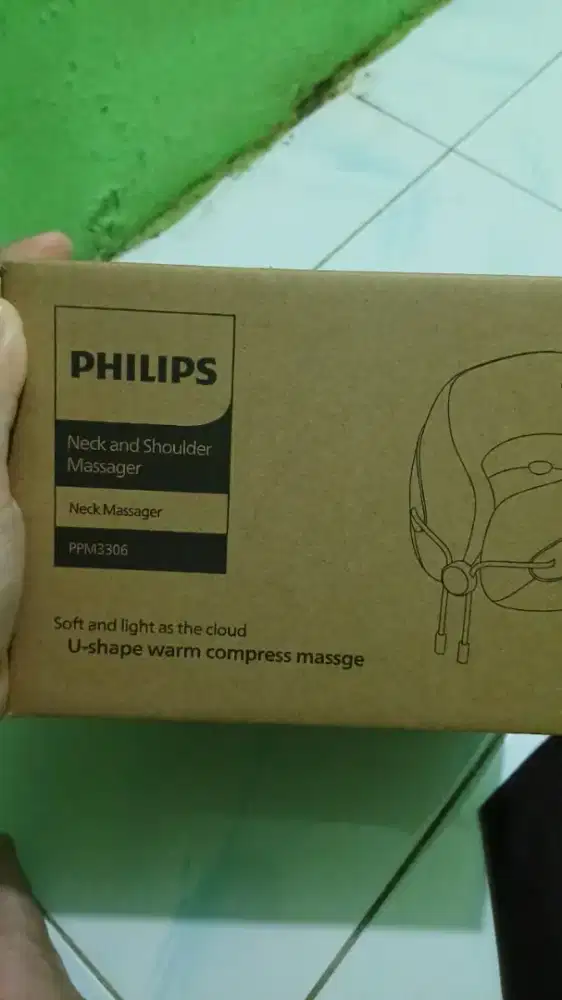 PHILIPS
Neck and Shoulder
Massager
Neck Massager
PPM3306
Soft and light as the cloud
U-shape warm compress massge